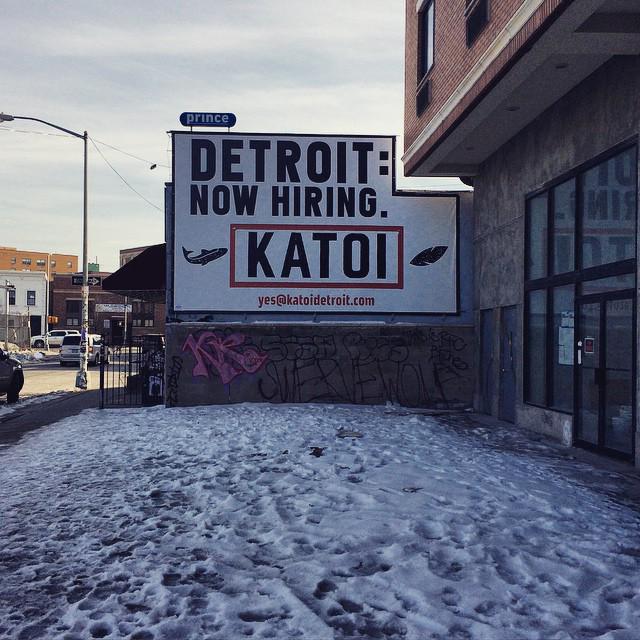 prince
DETROIT:
NOW HIRING.
KATOI
yes@katoidetroit.com